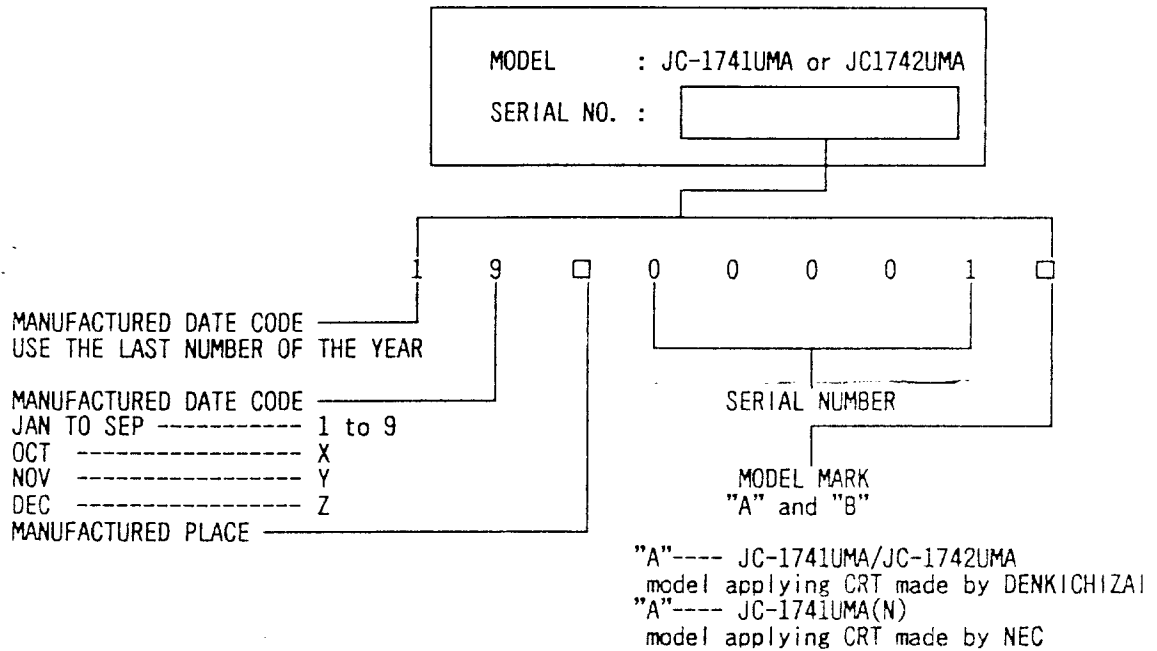 MODEL : JC-1741UMA or JC1742UMA
SERIAL NO. :
1 9 □ 0 0 0 0 1 □
MANUFACTURED DATE CODE
USE THE LAST NUMBER OF THE YEAR
MANUFACTURED DATE CODE
JAN TO SEP ----------- 1 to 9
OCT ----------------- X
NOV ----------------- Y
DEC ----------------- Z
MANUFACTURED PLACE
SERIAL NUMBER
MODEL MARK
"A" and "B"
"A"---- JC-1741UMA/JC-1742UMA
model applying CRT made by DENKICHIZAI
"A"---- JC-1741UMA(N)
model applying CRT made by NEC